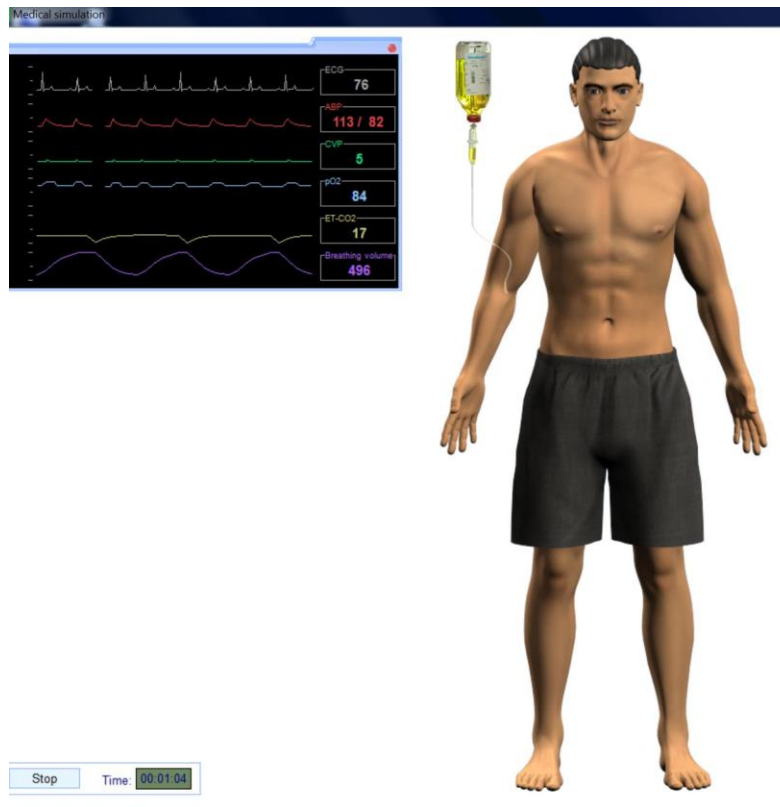 Medical simulation
ECG
76
ABP
113 / 82
CVP
5
pO2
84
ET-CO2
17
Breathing volume
496
Stop Time: 00:01:04